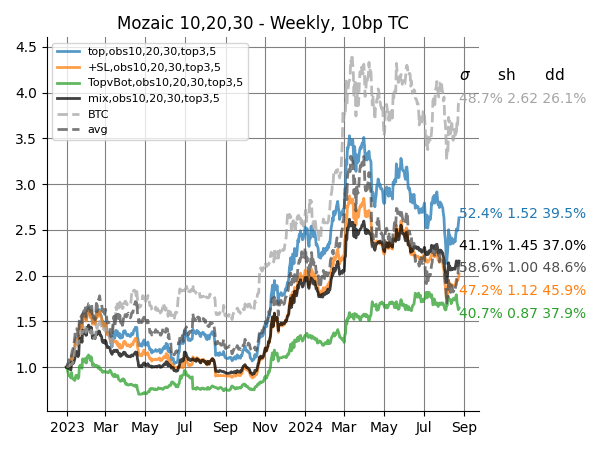 Mozaic 10,20,30 - Weekly, 10bp TC
4.5
4.0
3.5
3.0
2.5
2.0
1.5
1.0
top,obs10,20,30,top3,5
+SL,obs10,20,30,top3,5
TopvBot,obs10,20,30,top3,5
mix,obs10,20,30,top3,5
BTC
avg
σ sh dd
48.7% 2.62 26.1%
52.4% 1.52 39.5%
41.1% 1.45 37.0%
58.6% 1.00 48.6%
47.2% 1.12 45.9%
40.7% 0.87 37.9%
2023 Mar May Jul Sep Nov 2024 Mar May Jul Sep